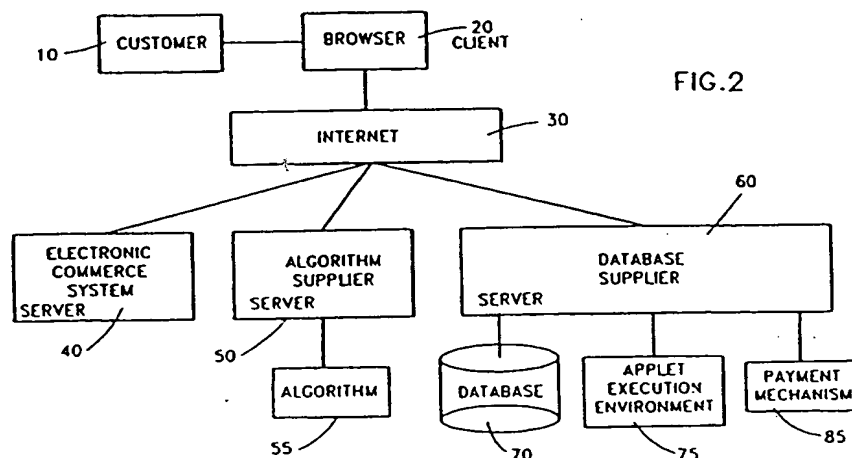 CUSTOMER
10
BROWSER
20
CLIENT
FIG.2
INTERNET
30
60
ELECTRONIC
COMMERCE
SYSTEM
SERVER
40
ALGORITHM
SUPPLIER
SERVER
50
DATABASE
SUPPLIER
SERVER
ALGORITHM
55
DATABASE
70
APPLET
EXECUTION
ENVIRONMENT
75
PAYMENT
MECHANISM
85